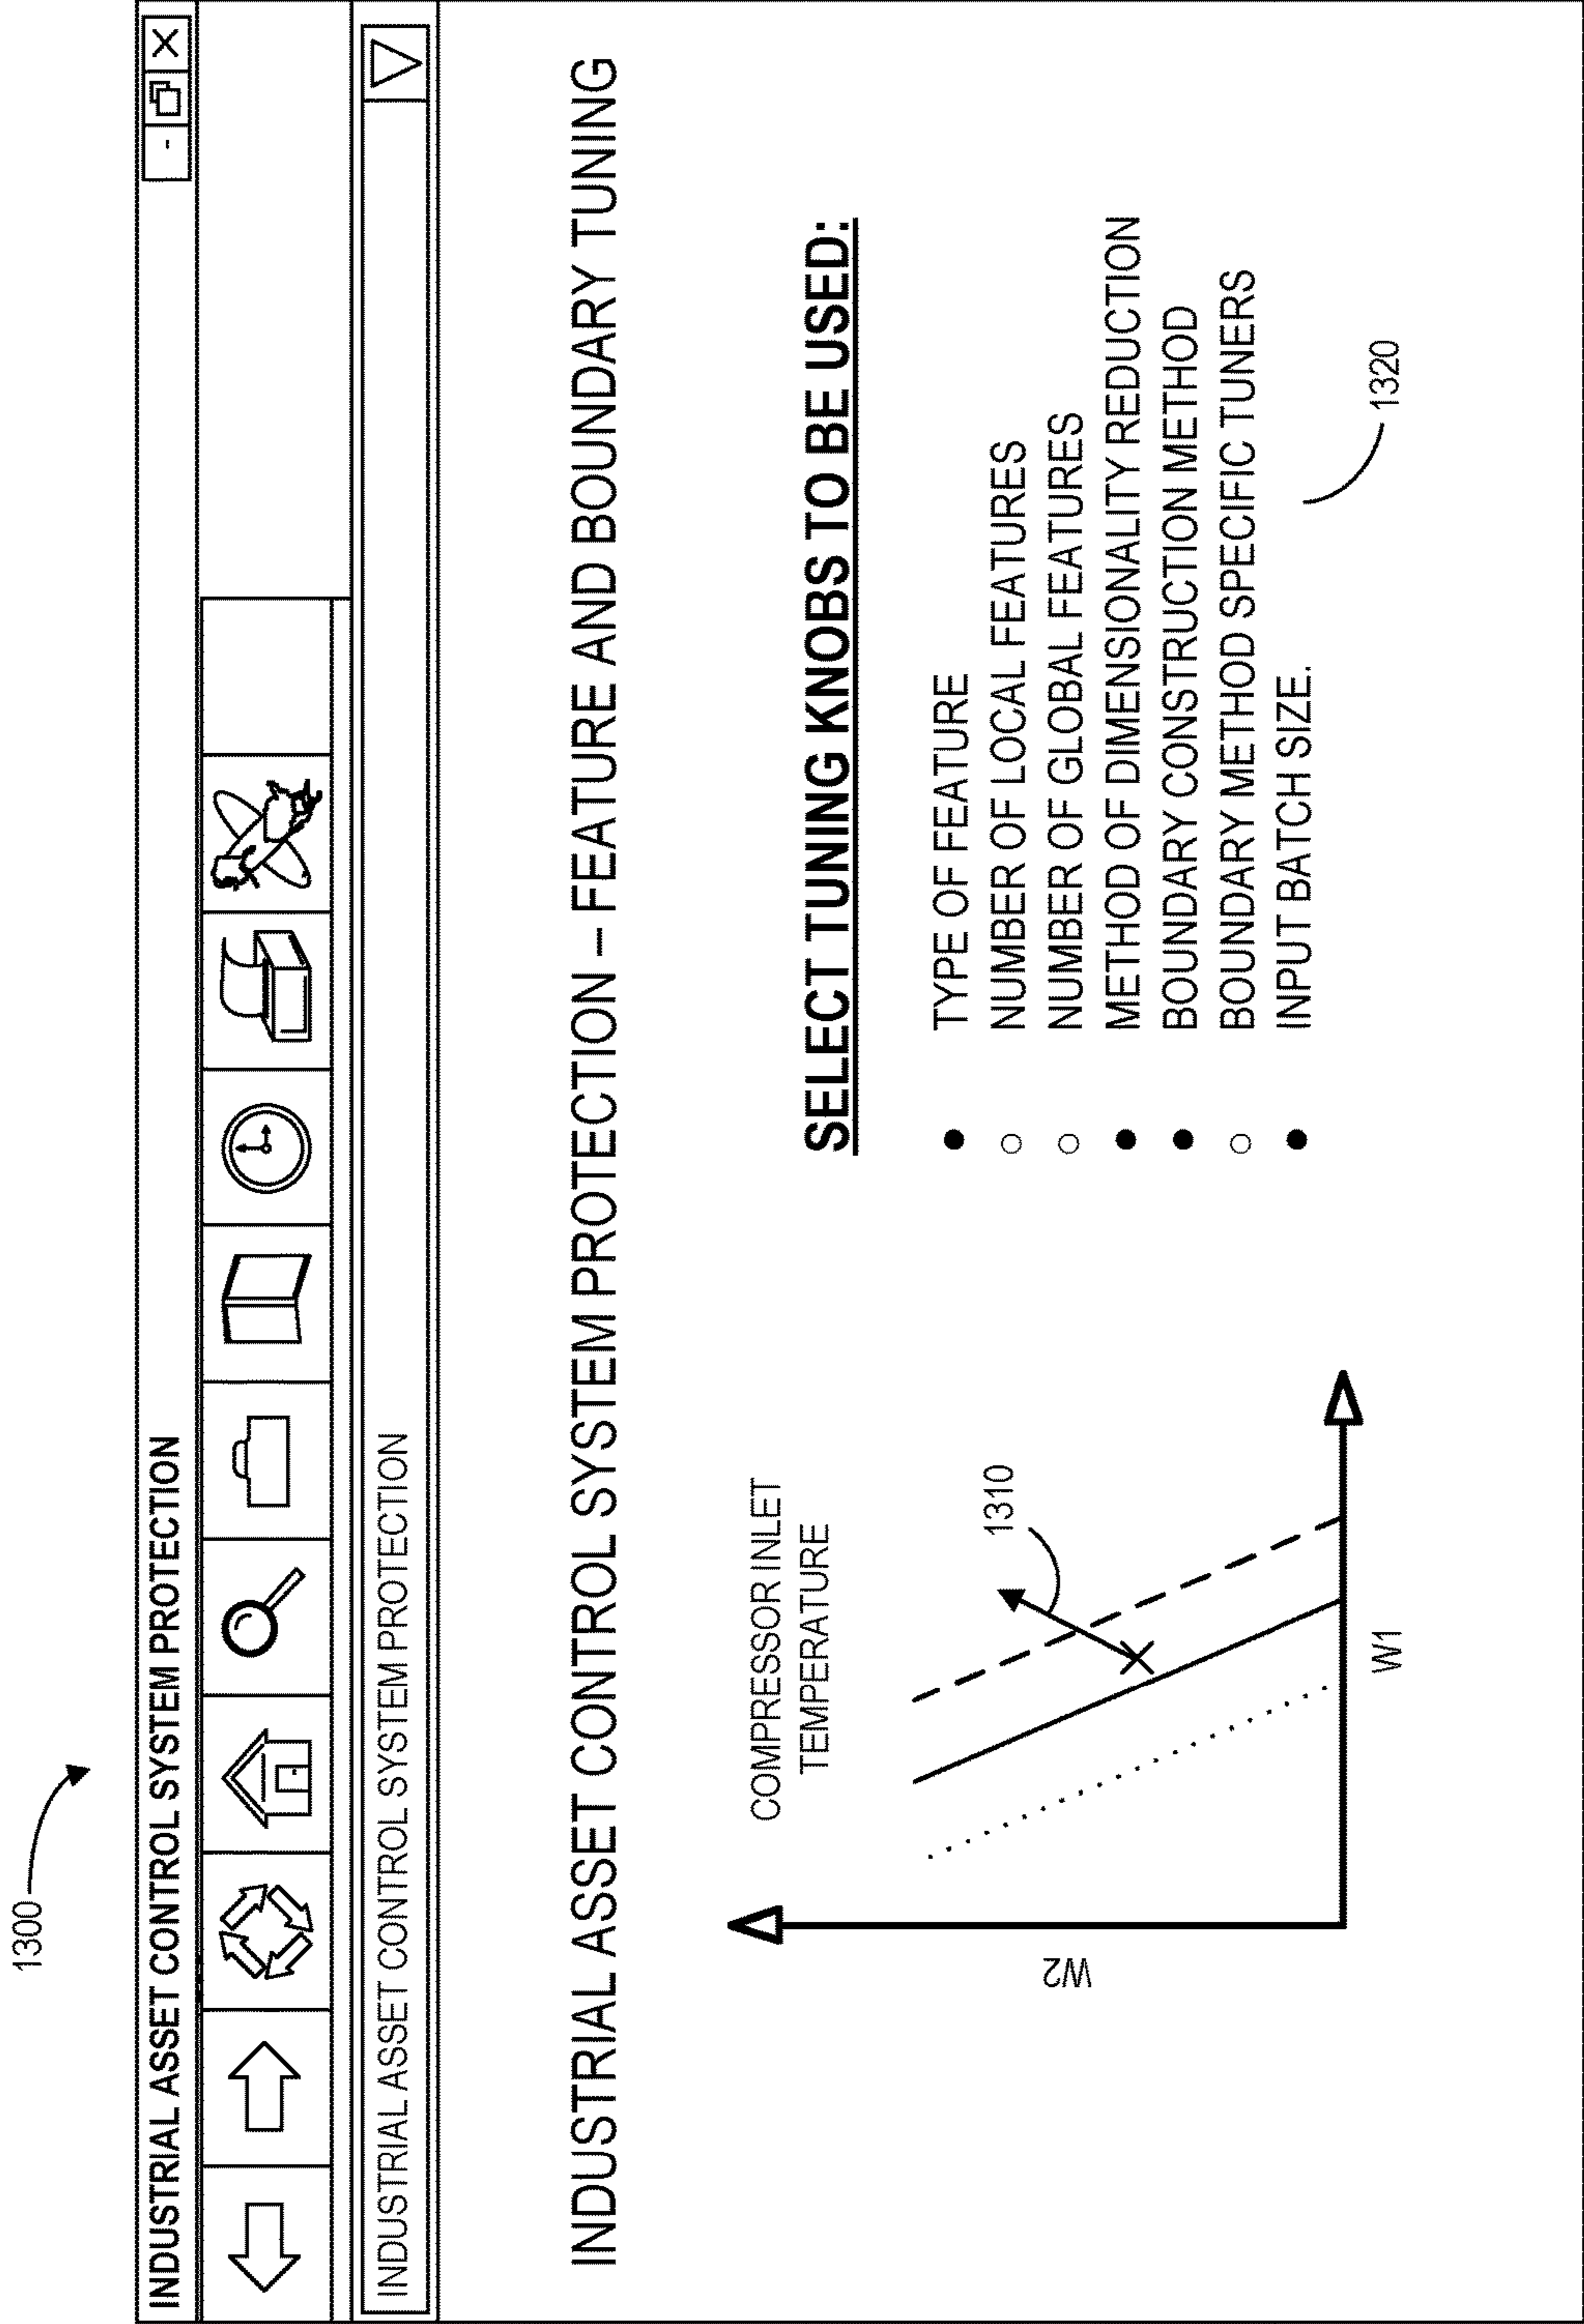 1300
INDUSTRIAL ASSET CONTROL SYSTEM PROTECTION
INDUSTRIAL ASSET CONTROL SYSTEM PROTECTION
INDUSTRIAL ASSET CONTROL SYSTEM PROTECTION – FEATURE AND BOUNDARY TUNING
COMPRESSOR INLET
TEMPERATURE
1310
W2
W1
SELECT TUNING KNOBS TO BE USED:
TYPE OF FEATURE
NUMBER OF LOCAL FEATURES
NUMBER OF GLOBAL FEATURES
METHOD OF DIMENSIONALITY REDUCTION
BOUNDARY CONSTRUCTION METHOD
BOUNDARY METHOD SPECIFIC TUNERS
INPUT BATCH SIZE.
1320